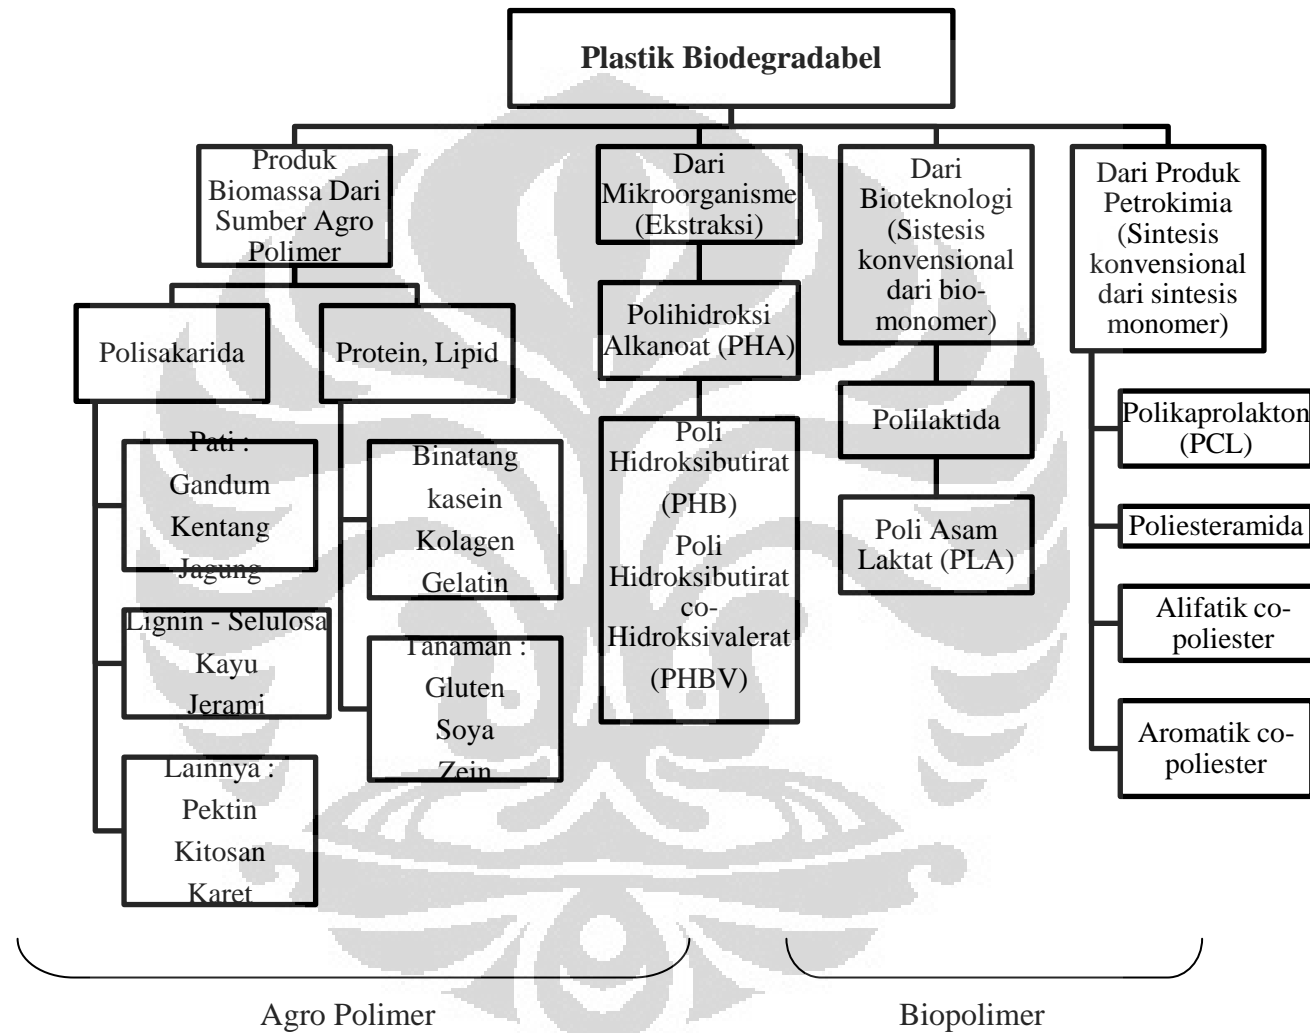 Plastik Biodegradabel
Produk
Biomassa Dari
Sumber Agro
Polimer
Polisakarida
Pati :
Gandum
Kentang
Jagung
Lignin - Selulosa
Kayu
Jerami
Lainnya :
Pektin
Kitosan
Karet
Protein, Lipid
Binatang
kasein
Kolagen
Gelatin
Tanaman :
Gluten
Soya
Zein
Dari
Mikroorganisme
(Ekstraksi)
Polihidroksi
Alkanoat (PHA)
Poli
Hidroksibutirat
(PHB)
Poli
Hidroksibutirat
co-
Hidroksivalerat
(PHBV)
Dari
Bioteknologi
(Sistesis
konvensional
dari bio-
monomer)
Polilaktida
Poli Asam
Laktat (PLA)
Dari Produk
Petrokimia
(Sintesis
konvensional
dari sintesis
monomer)
Polikaprolakton
(PCL)
Poliesteramida
Alifatik co-
poliester
Aromatik co-
poliester
Agro Polimer
Biopolimer